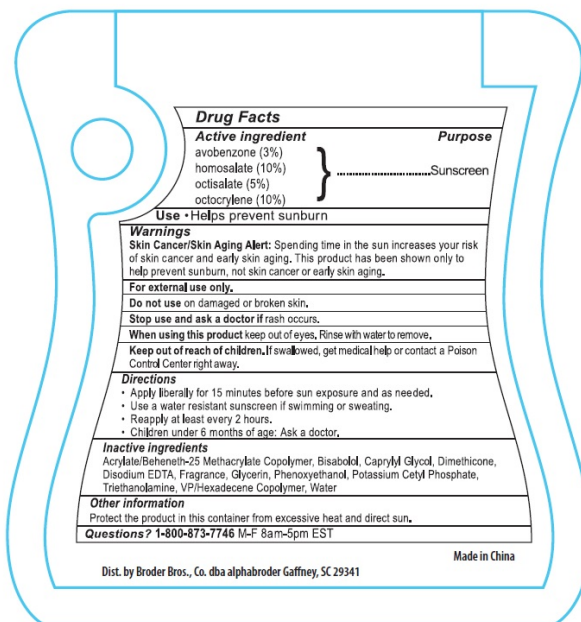 Drug Facts
Active ingredient Purpose
avobenzone (3%)
homosalate (10%)
octisalate (5%)
octocrylene (10%)
} ..............................Sunscreen
Use • Helps prevent sunburn
Warnings
Skin Cancer/Skin Aging Alert: Spending time in the sun increases your risk
of skin cancer and early skin aging. This product has been shown only to
help prevent sunburn, not skin cancer or early skin aging.
For external use only.
Do not use on damaged or broken skin.
Stop use and ask a doctor if rash occurs.
When using this product keep out of eyes. Rinse with water to remove.
Keep out of reach of children. If swallowed, get medical help or contact a Poison
Control Center right away.
Directions
• Apply liberally for 15 minutes before sun exposure and as needed.
• Use a water resistant sunscreen if swimming or sweating.
• Reapply at least every 2 hours.
• Children under 6 months of age: Ask a doctor.
Inactive ingredients
Acrylate/Beheneth-25 Methacrylate Copolymer, Bisabolol, Caprylyl Glycol, Dimethicone,
Disodium EDTA, Fragrance, Glycerin, Phenoxyethanol, Potassium Cetyl Phosphate,
Triethanolamine, VP/Hexadecene Copolymer, Water
Other information
Protect the product in this container from excessive heat and direct sun.
Questions? 1-800-873-7746 M-F 8am-5pm EST
Made in China
Dist. by Broder Bros., Co. dba alphabroder Gaffney, SC 29341